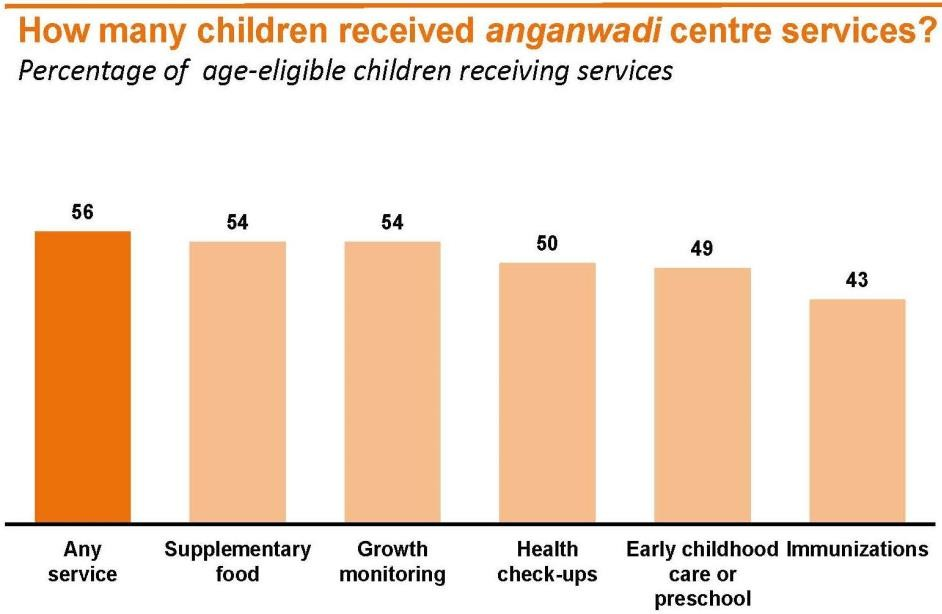 How many children received anganwadi centre services?
Percentage of age-eligible children receiving services
56
54
54
50
49
43
Any
service
Supplementary
food
Growth
monitoring
Health
check-ups
Early childhood
care or
preschool
Immunizations